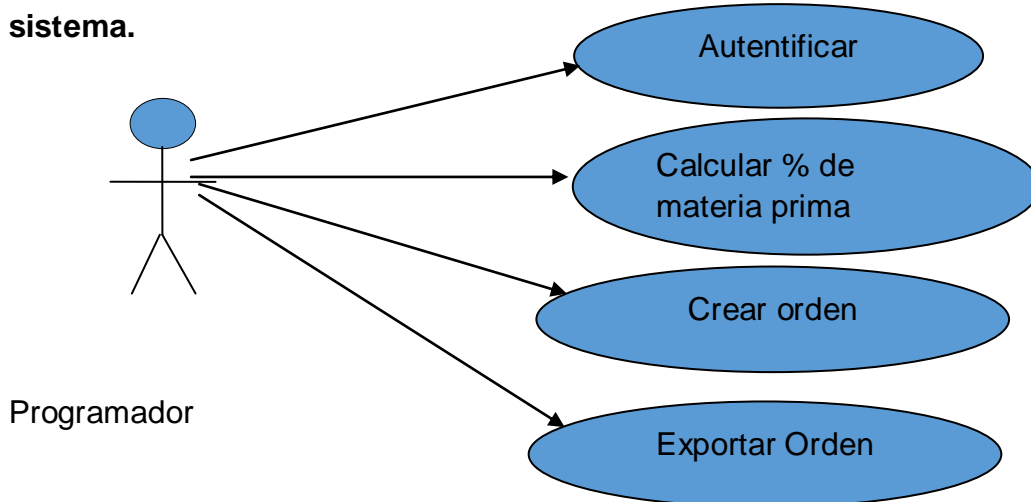 sistema.
Autentificar
Calcular % de
materia prima
Crear orden
Programador
Exportar Orden